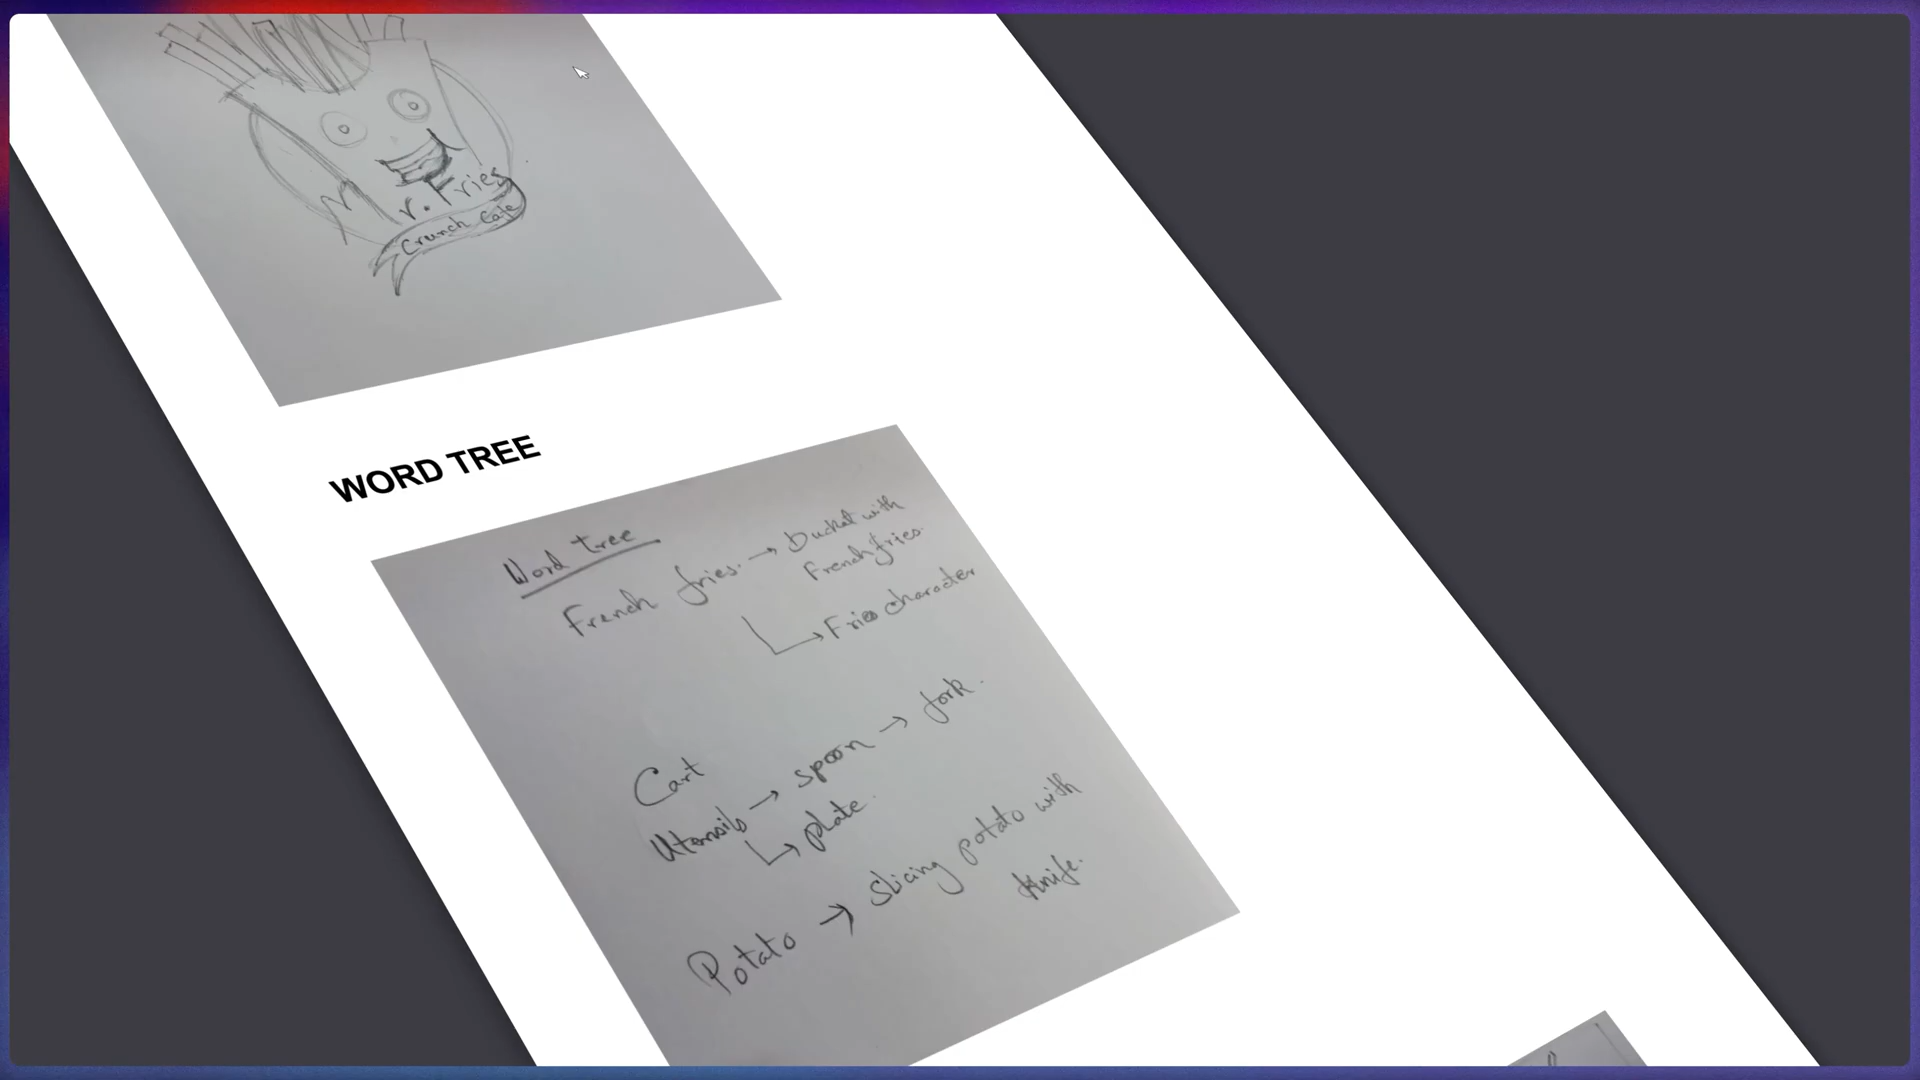 Mr. Fries
Crunch Cafe
WORD TREE
Word tree
French fries. → bucket with
French fries.
↳ Fries character
Cart
Utensils → spoon → fork.
↳ plate.
Potato → slicing potato with
knife.